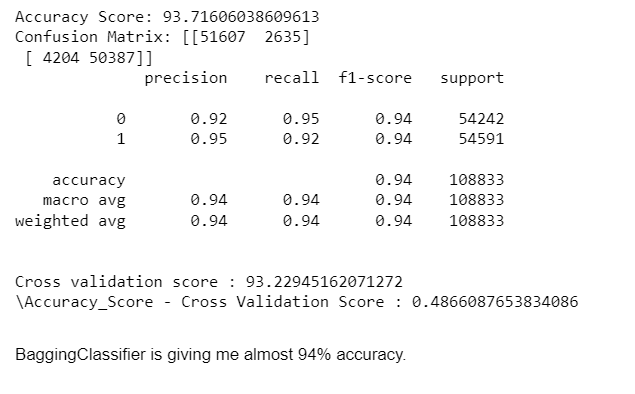 Accuracy Score: 93.71606038609613
Confusion Matrix: [[51607  2635]
 [ 4204 50387]]
              precision    recall  f1-score   support
           0       0.92      0.95      0.94     54242
           1       0.95      0.92      0.94     54591
    accuracy                           0.94    108833
   macro avg       0.94      0.94      0.94    108833
weighted avg       0.94      0.94      0.94    108833
Cross validation score : 93.22945162071272
\Accuracy_Score - Cross Validation Score : 0.4866087653834086
BaggingClassifier is giving me almost 94% accuracy.